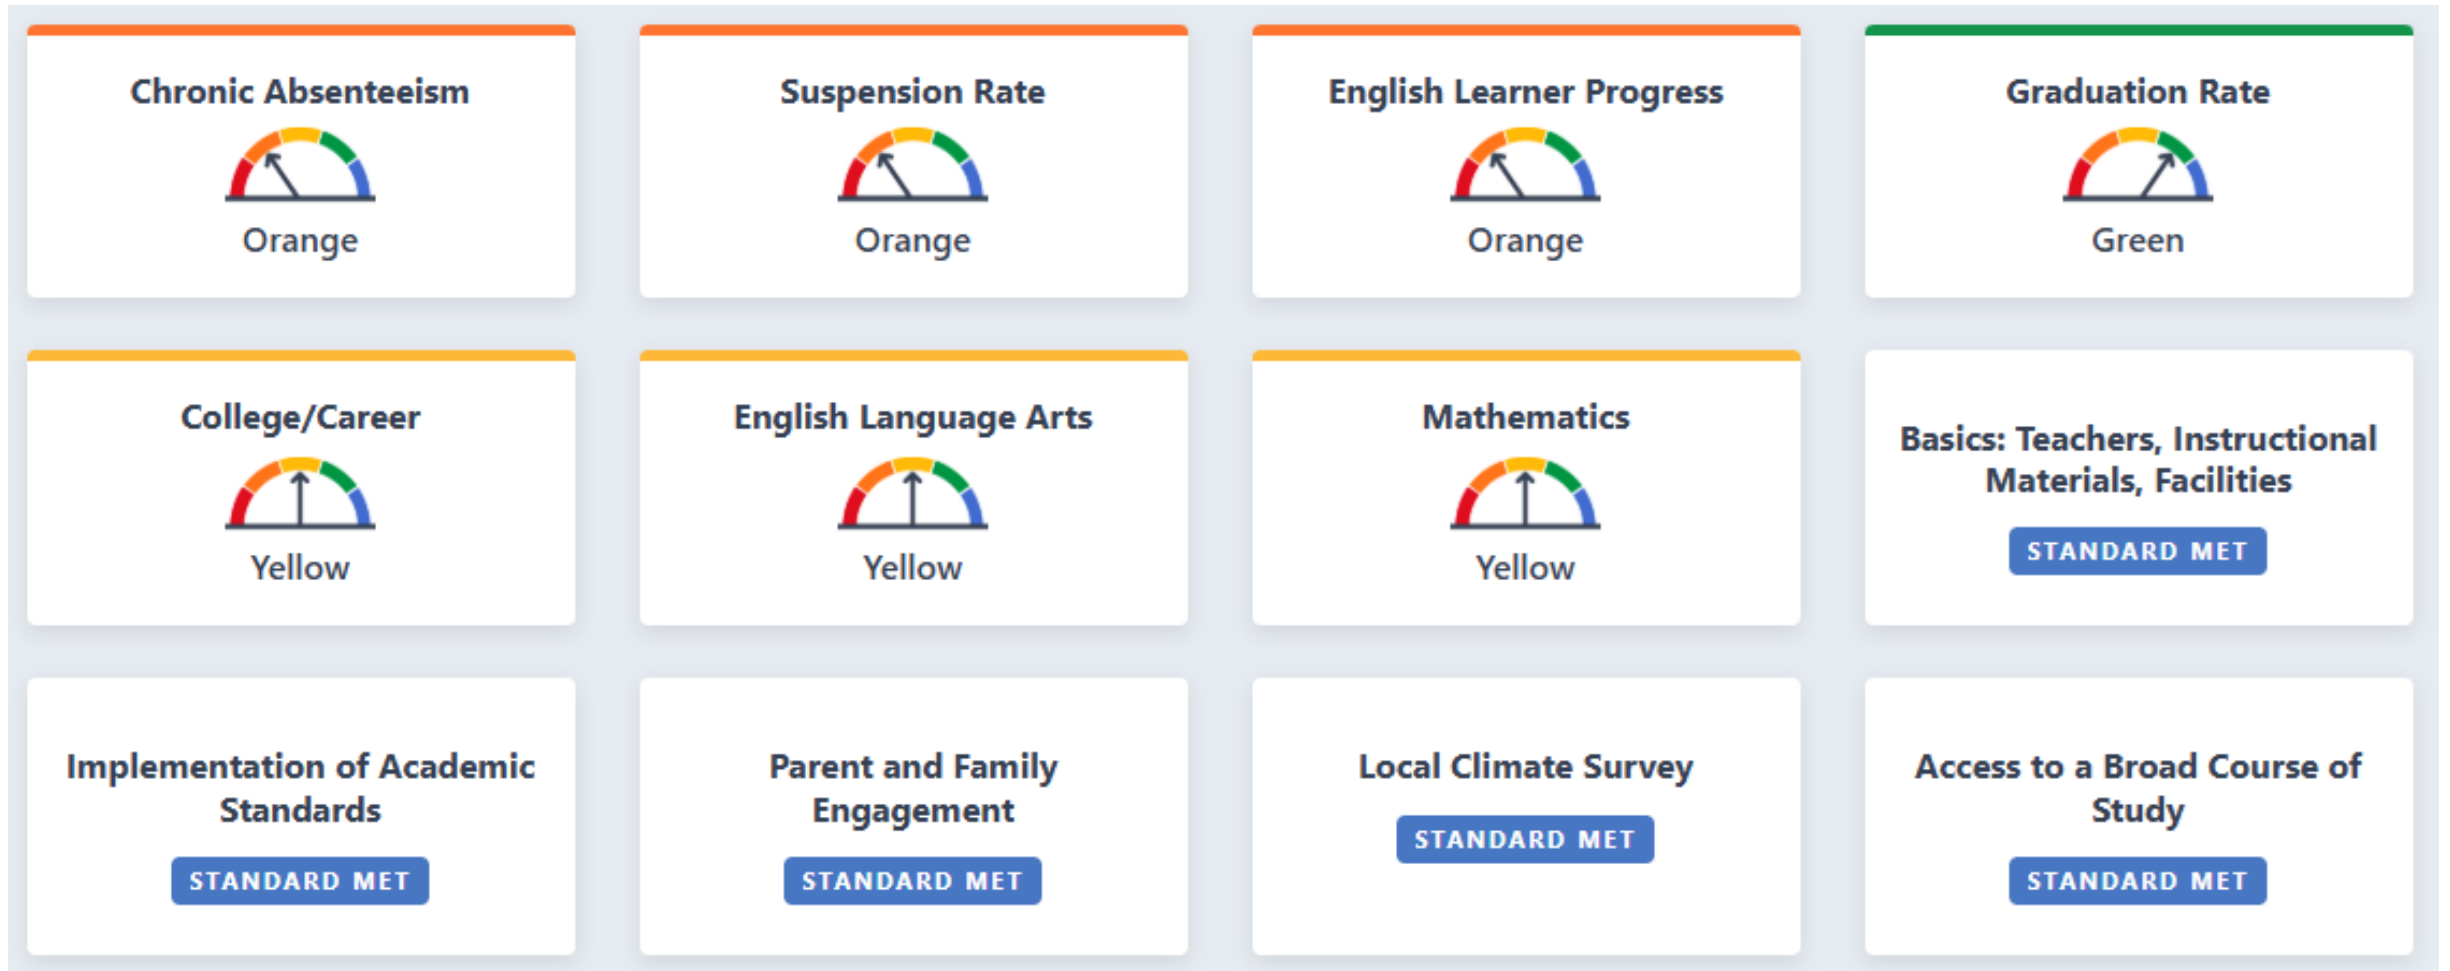 Chronic Absenteeism
Orange
Suspension Rate
Orange
English Learner Progress
Orange
Graduation Rate
Green
College/Career
Yellow
English Language Arts
Yellow
Mathematics
Yellow
Basics: Teachers, Instructional
Materials, Facilities
STANDARD MET
Implementation of Academic
Standards
STANDARD MET
Parent and Family
Engagement
STANDARD MET
Local Climate Survey
STANDARD MET
Access to a Broad Course of
Study
STANDARD MET